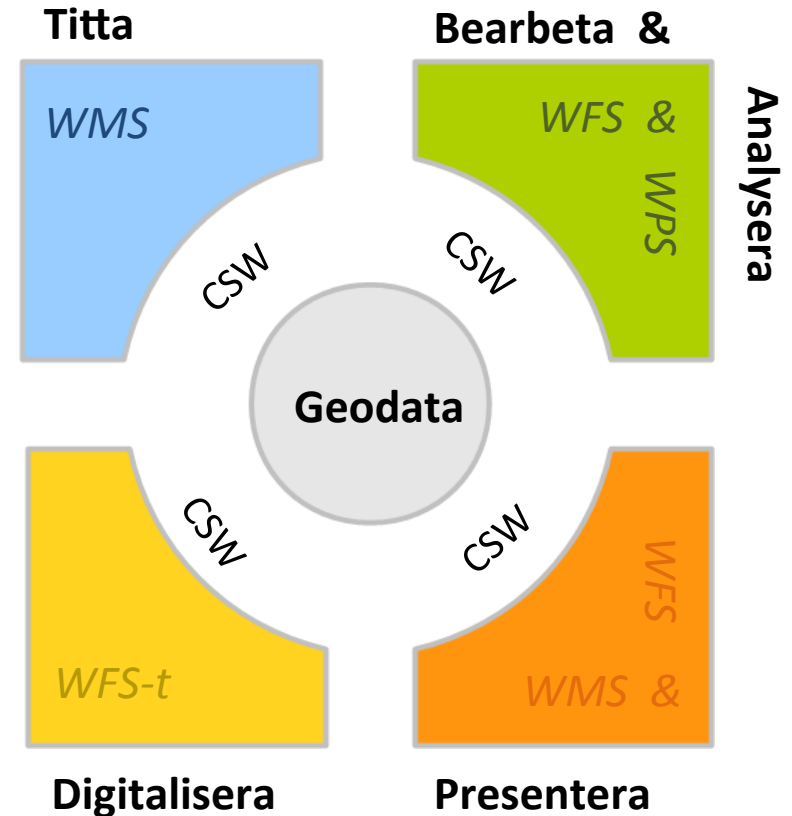 Titta
WMS
Bearbeta &
Analysera
WFS &
WPS
CSW
CSW
Geodata
CSW
CSW
WFS-t
Digitalisera
WFS
WMS &
Presentera